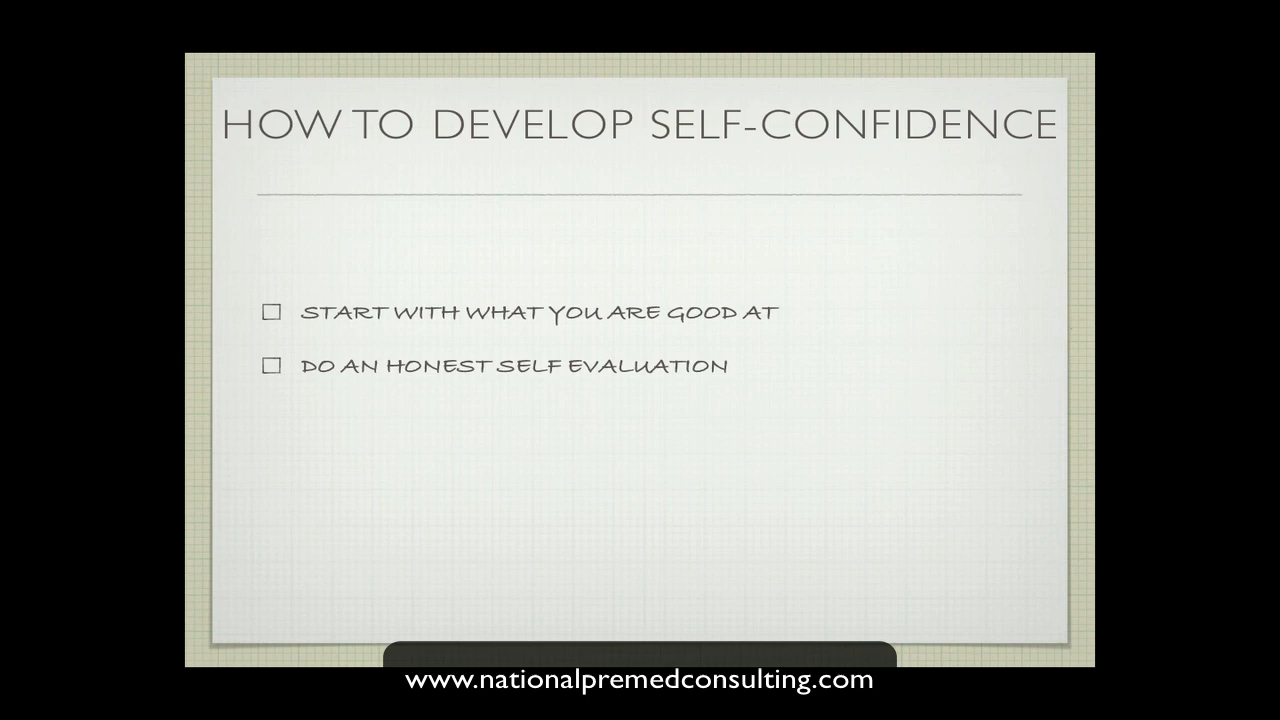 HOW TO DEVELOP SELF-CONFIDENCE
START WITH WHAT YOU ARE GOOD AT
DO AN HONEST SELF EVALUATION
www.nationalpremedconsulting.com